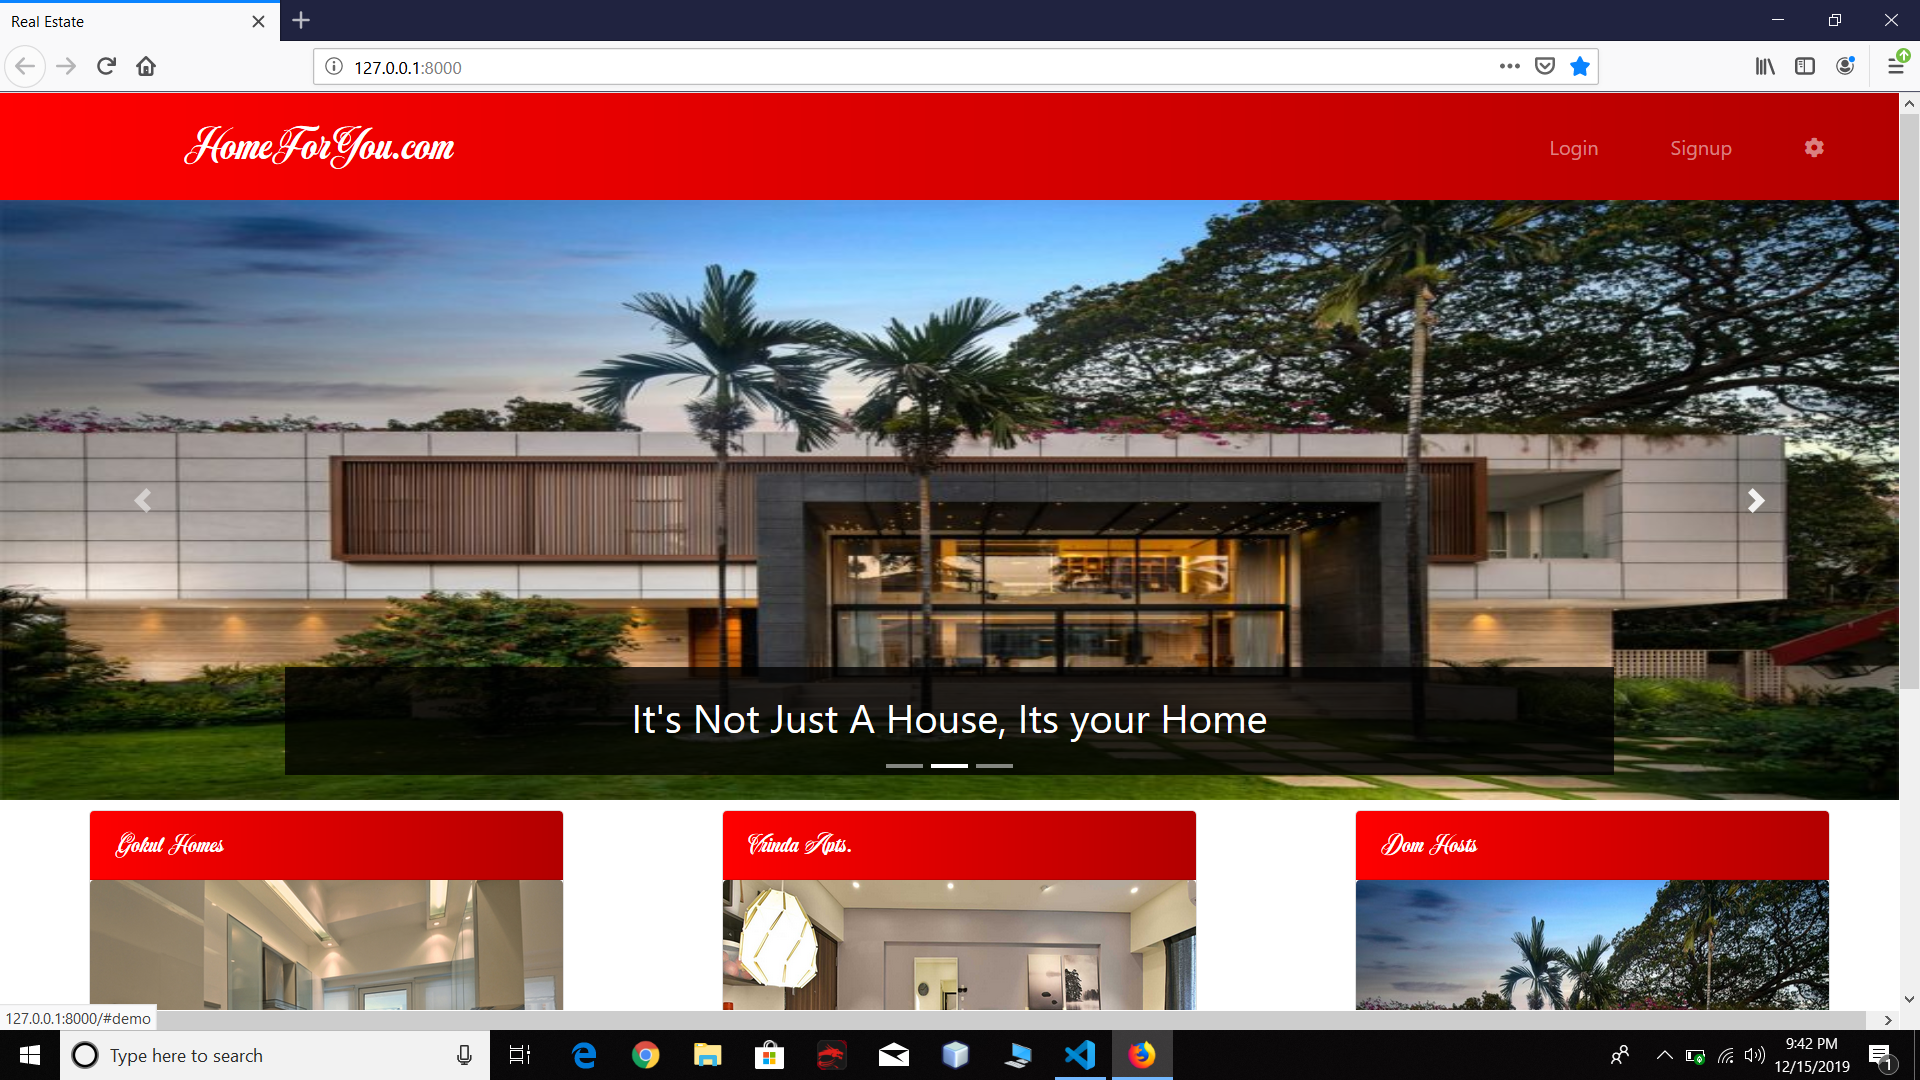 Real Estate
127.0.0.1:8000
HomeForYou.com
Login
Signup
It's Not Just A House, Its your Home
Gokul Homes
Vrinda Apts.
Dom Hosts
127.0.0.1:8000/#demo
Type here to search
9:42 PM
12/15/2019
1